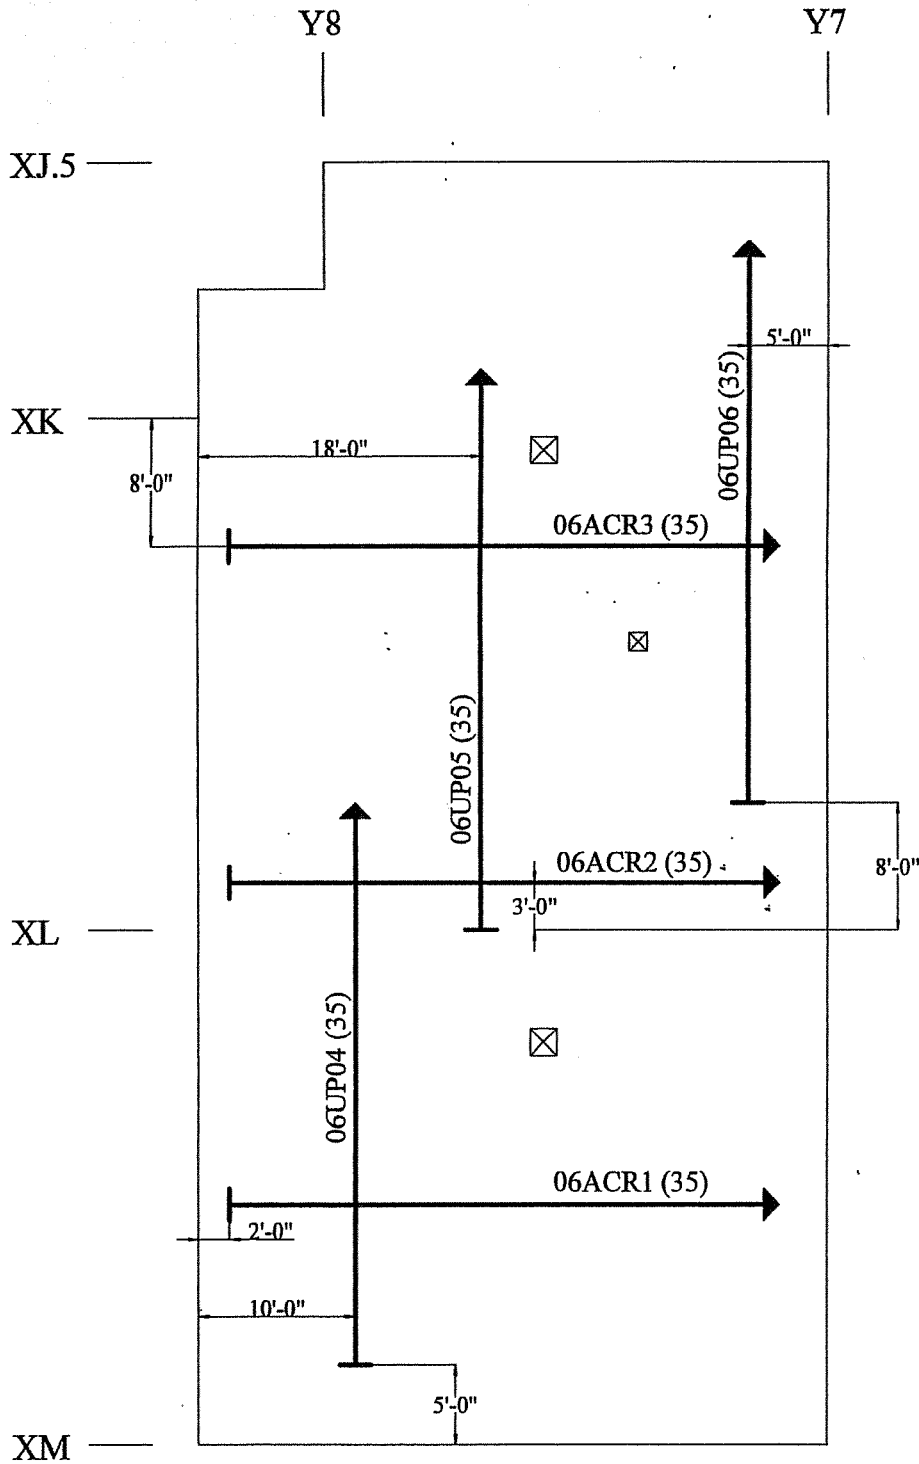 Y8
Y7
XJ.5
5'-0"
06UP06 (35)
XK
18'-0"
8'-0"
06ACR3 (35)
06UP05 (35)
06ACR2 (35)
8'-0"
3'-0"
XL
06UP04 (35)
06ACR1 (35)
2'-0"
10'-0"
5'-0"
XM